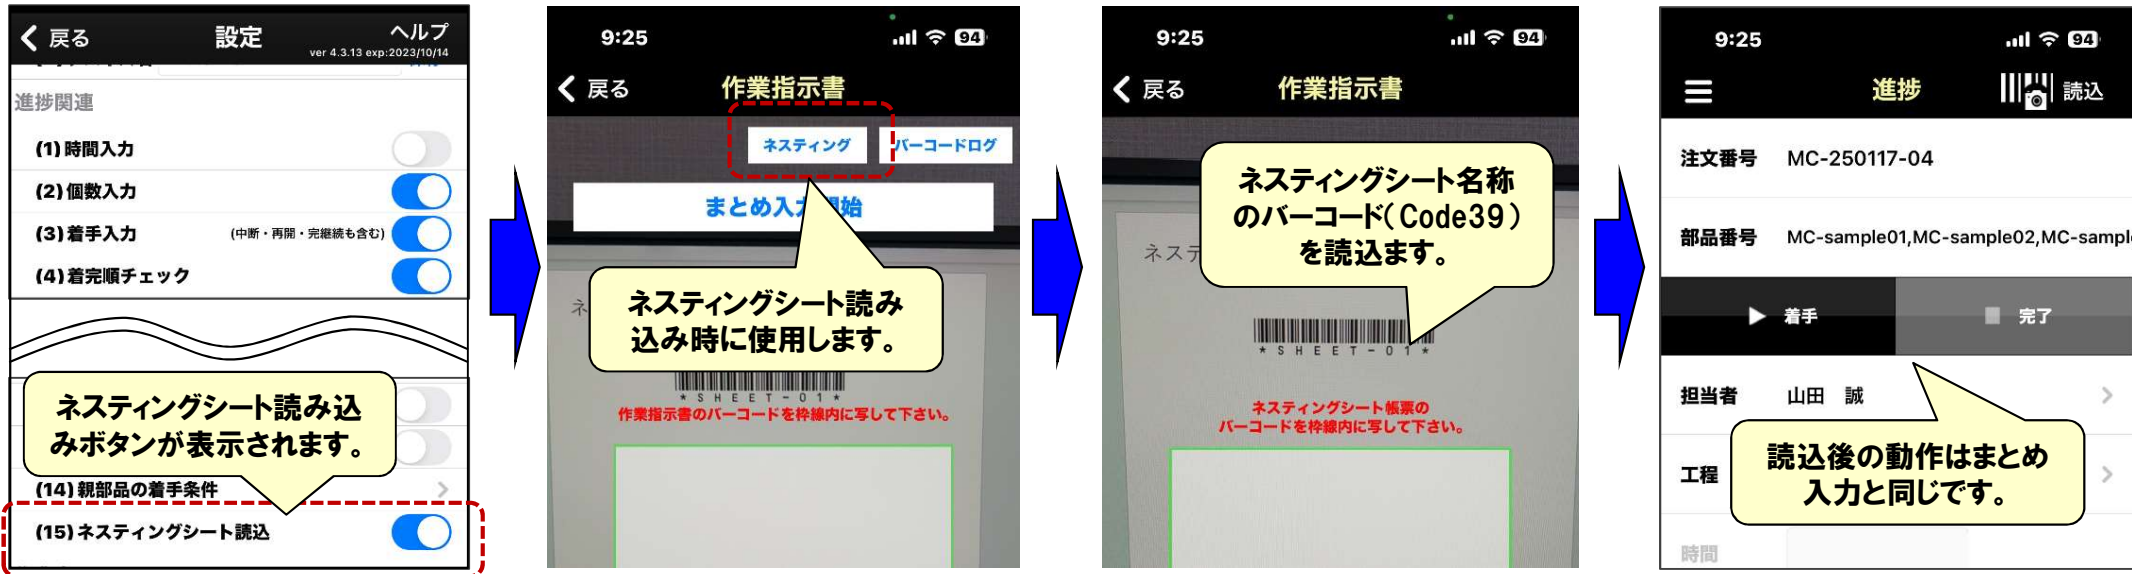 戻る
設定
ヘルプ
ver 4.3.13 exp:2023/10/14
進捗関連
(1)時間入力
(2)個数入力
(3)着手入力 (中断・再開・完継続も含む)
(4)着完順チェック
ネスティングシート読み込
みボタンが表示されます。
(14)親部品の着手条件
(15)ネスティングシート読込
9:25
94
戻る
作業指示書
ネスティング
バーコードログ
まとめ入力開始
ネスティングシート読み
込み時に使用します。
ネ
*SHEET-01*
作業指示書のバーコードを枠線内に写して下さい。
9:25
94
戻る
作業指示書
ネスティングシート名称
のバーコード(Code39)
を読込ます。
ネス
*SHEET-01*
ネスティングシート帳票の
バーコードを枠線内に写して下さい。
9:25
94
進捗
読込
注文番号 MC-250117-04
部品番号 MC-sample01,MC-sample02,MC-sampl
着手
完了
担当者 山田 誠
読込後の動作はまとめ
入力と同じです。
工程
時間